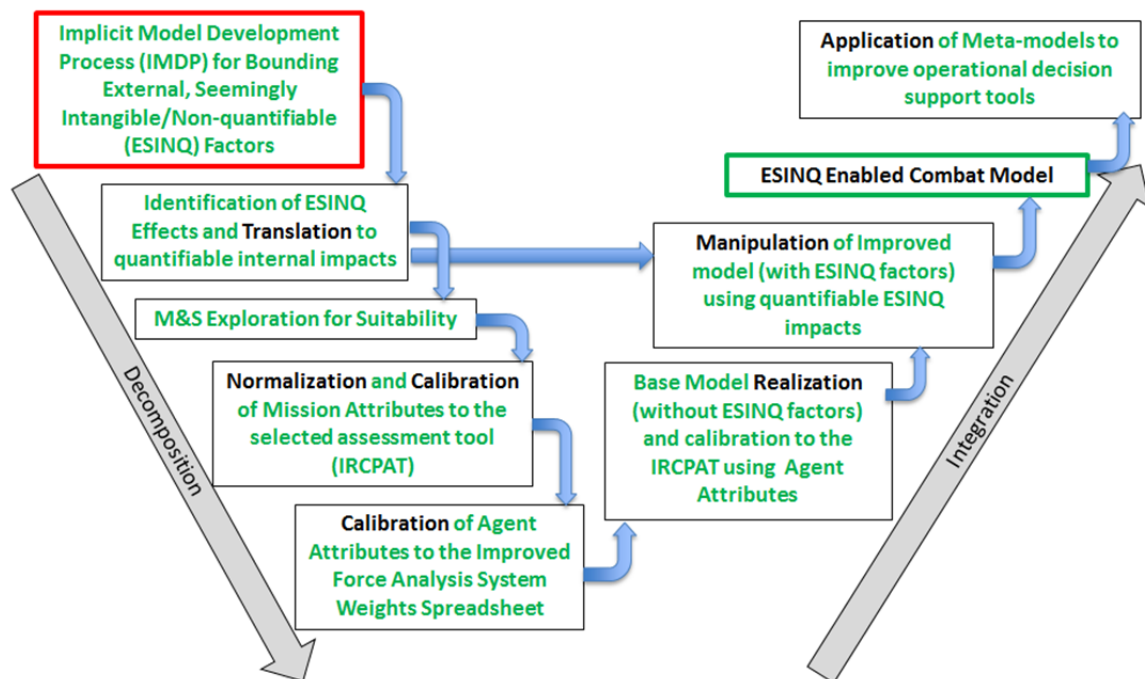 Implicit Model Development
Process (IMDP) for Bounding
External, Seemingly
Intangible/Non-quantifiable
(ESINQ) Factors
Identification of ESINQ
Effects and Translation to
quantifiable internal impacts
M&S Exploration for Suitability
Normalization and Calibration
of Mission Attributes to the
selected assessment tool
(IRCPAT)
Calibration of Agent
Attributes to the Improved
Force Analysis System
Weights Spreadsheet
Base Model Realization
(without ESINQ factors)
and calibration to the
IRCPAT using Agent
Attributes
Manipulation of Improved
model (with ESINQ factors)
using quantifiable ESINQ
impacts
ESINQ Enabled Combat Model
Application of Meta-models to
improve operational decision
support tools
Decomposition
Integration